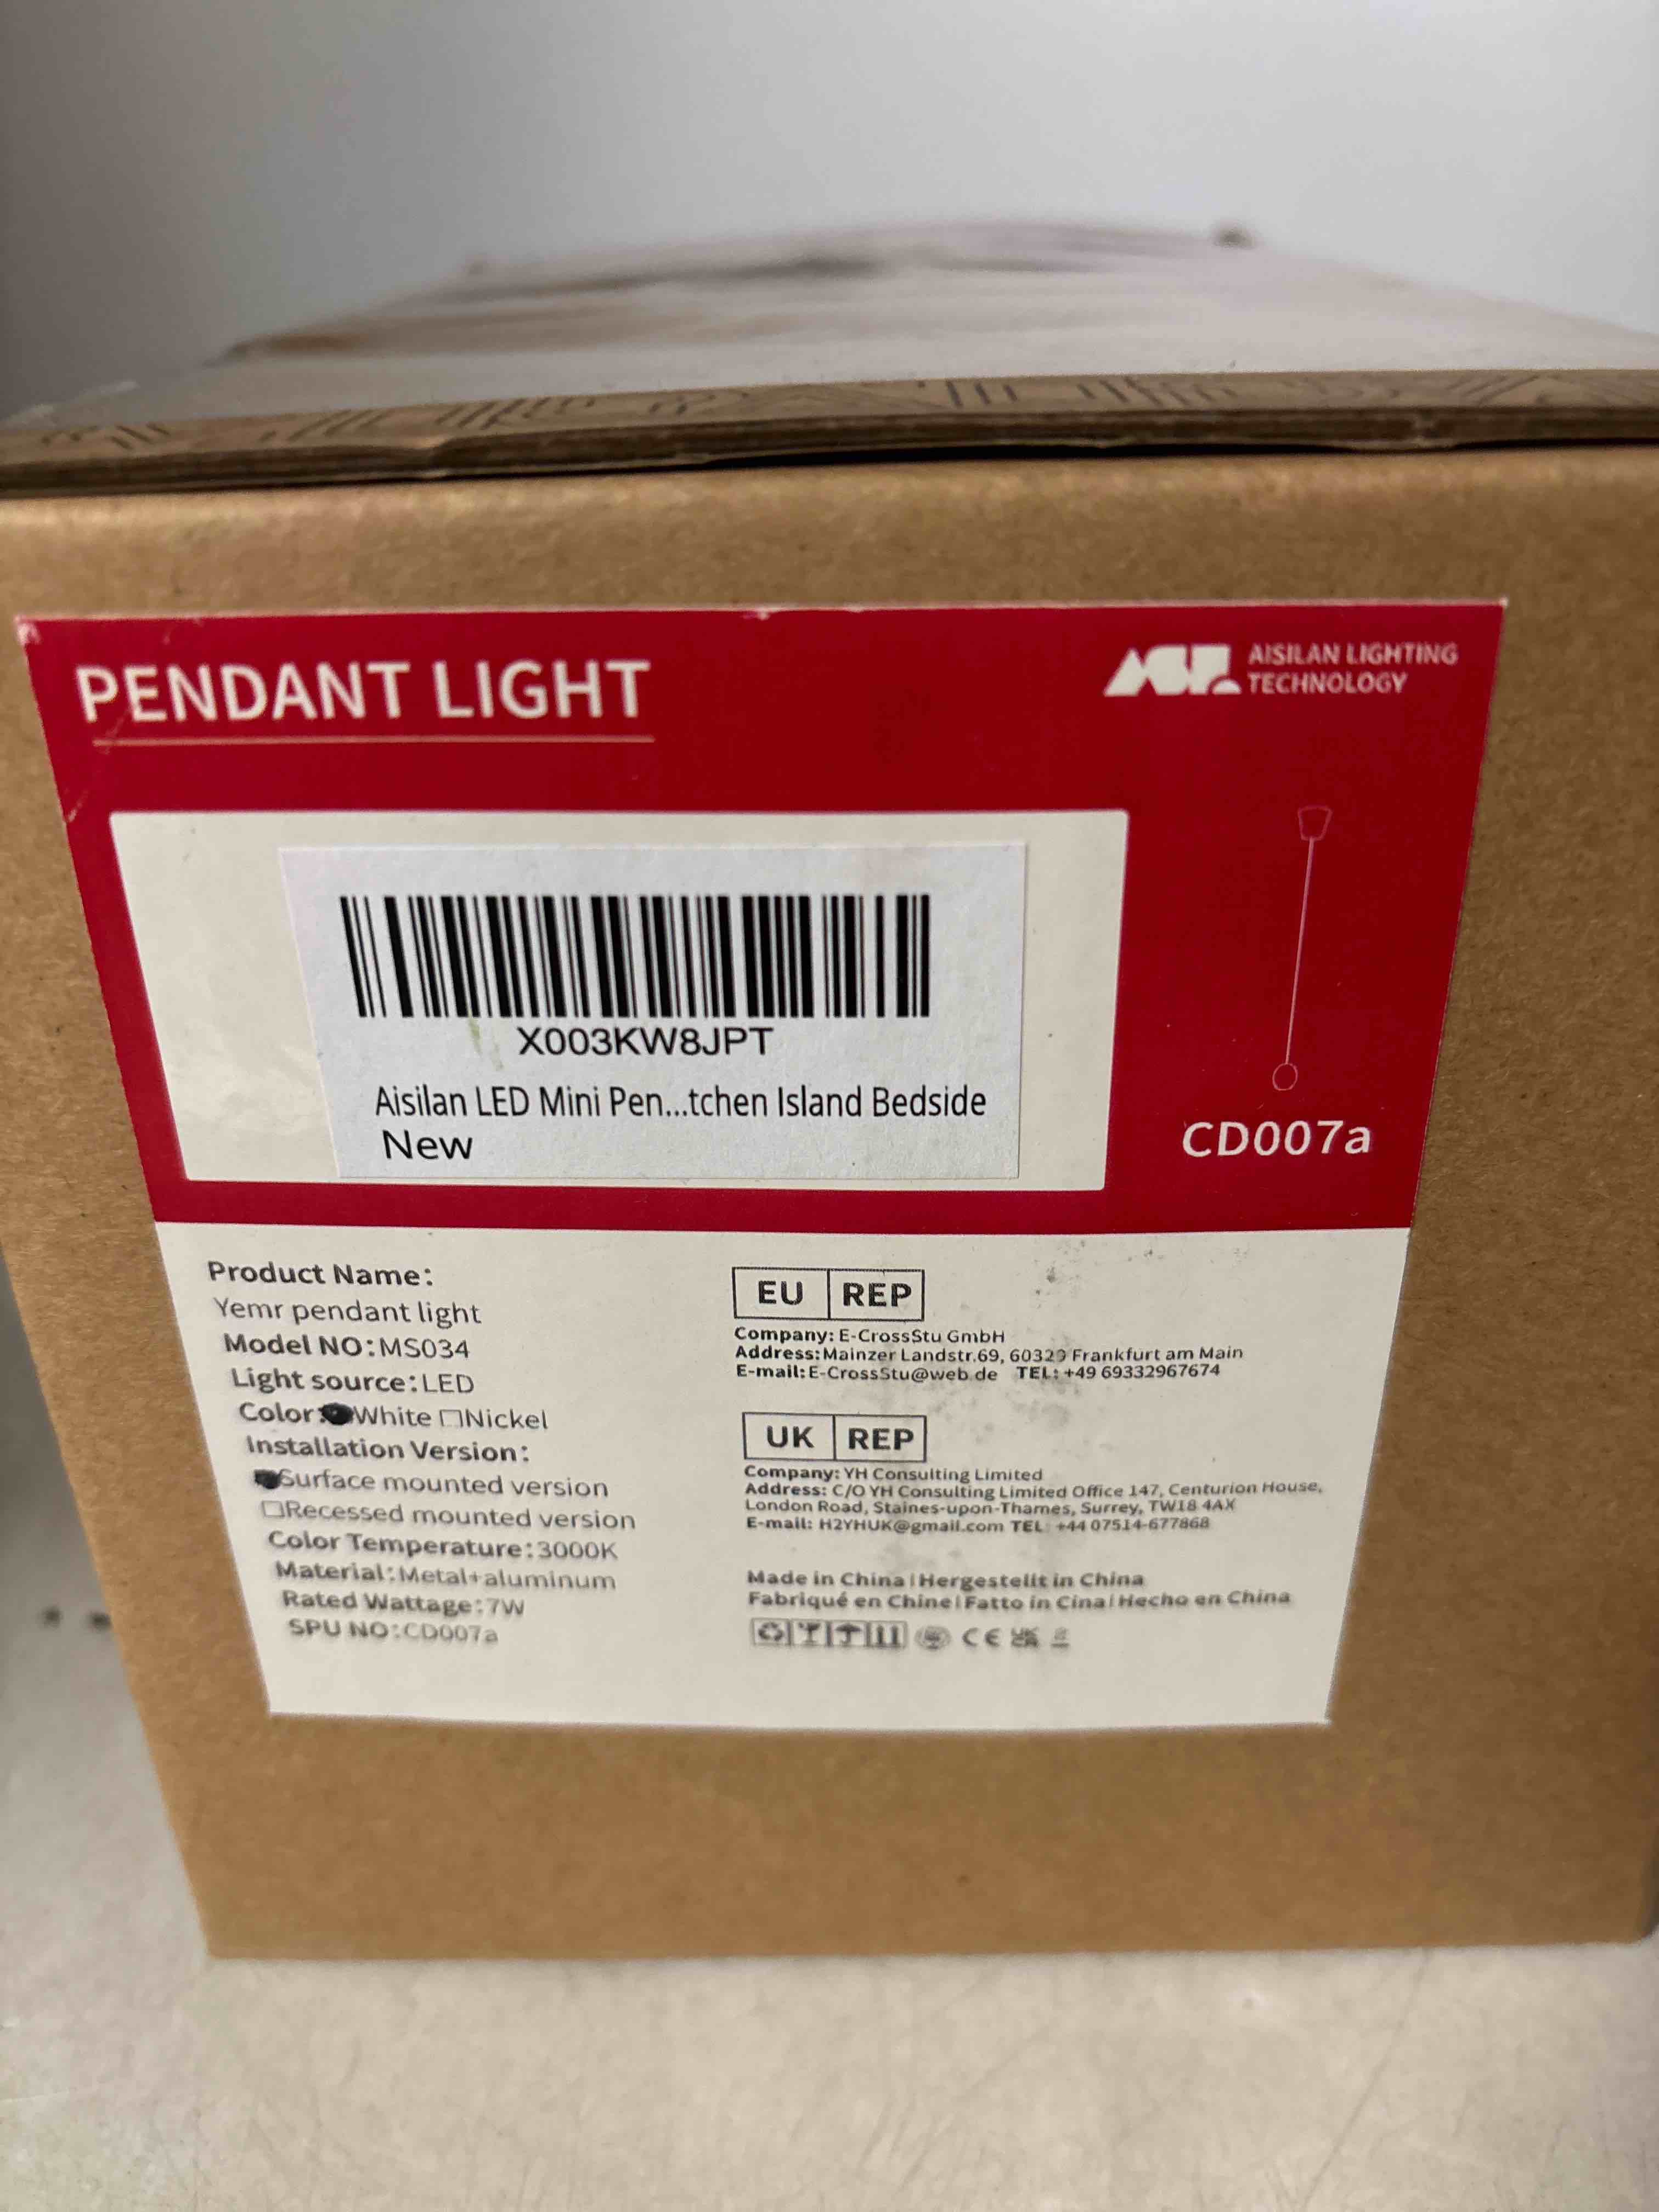 PENDANT LIGHT
AISILAN LIGHTING
TECHNOLOGY
X003KW8JPT
Aisilan LED Mini Pen...tchen Island Bedside
New
CD007a
Product Name:
Yemr pendant light
Model NO:MS034
Light source:LED
Color: White □Nickel
Installation Version:
Surface mounted version
□Recessed mounted version
Color Temperature:3000K
Material:Metal+aluminum
Rated Wattage:7W
SPU NO:CD007a
EU REP
Company: E-CrossStu GmbH
Address:Mainzer Landstr.69, 60329 Frankfurt am Main
E-mail:E-CrossStu@web.de TEL: +49 69332967674
UK REP
Company: YH Consulting Limited
Address: C/O YH Consulting Limited Office 147, Centurion House,
London Road, Staines-upon-Thames, Surrey, TW18 4AX
E-mail: H2YHUK@gmail.com TEL: +44 07514-677868
Made in China|Hergestellt in China
Fabriqué en Chine|Fatto in Cina|Hecho en China
CE